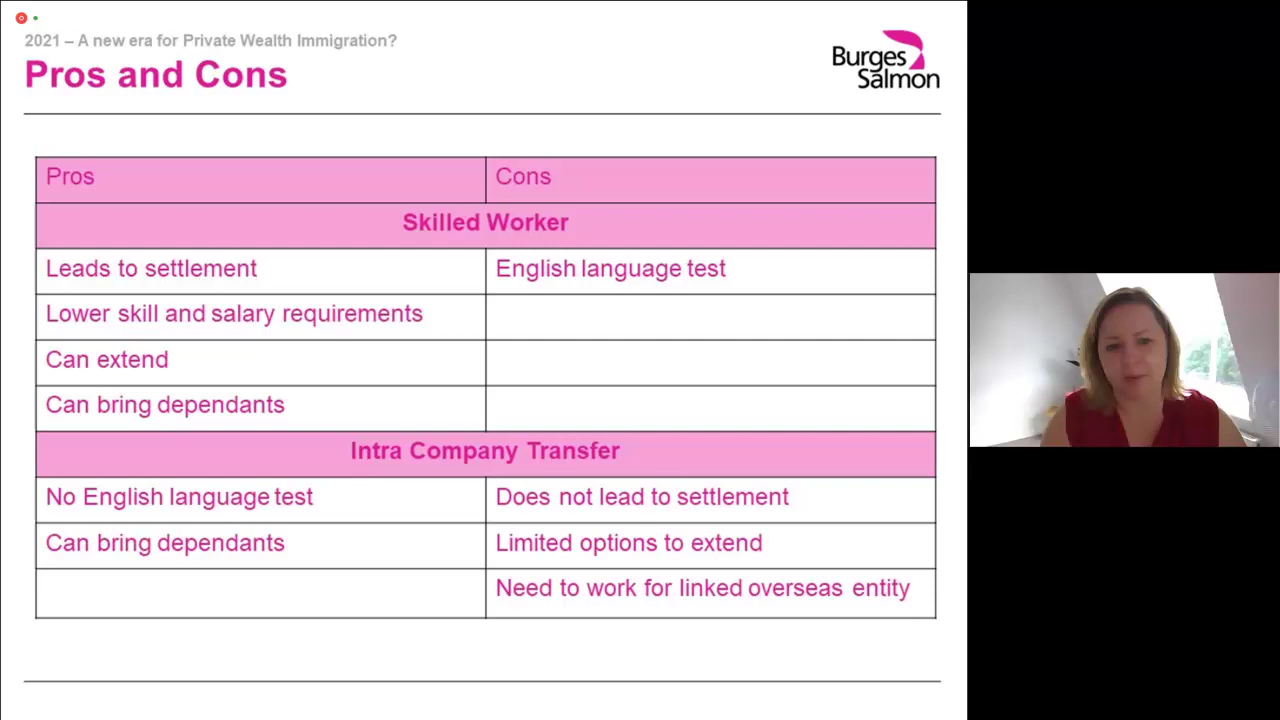 2021 – A new era for Private Wealth Immigration?
Pros and Cons
Burges
Salmon
Pros
Cons
Skilled Worker
Leads to settlement
English language test
Lower skill and salary requirements
Can extend
Can bring dependants
Intra Company Transfer
No English language test
Does not lead to settlement
Can bring dependants
Limited options to extend
Need to work for linked overseas entity